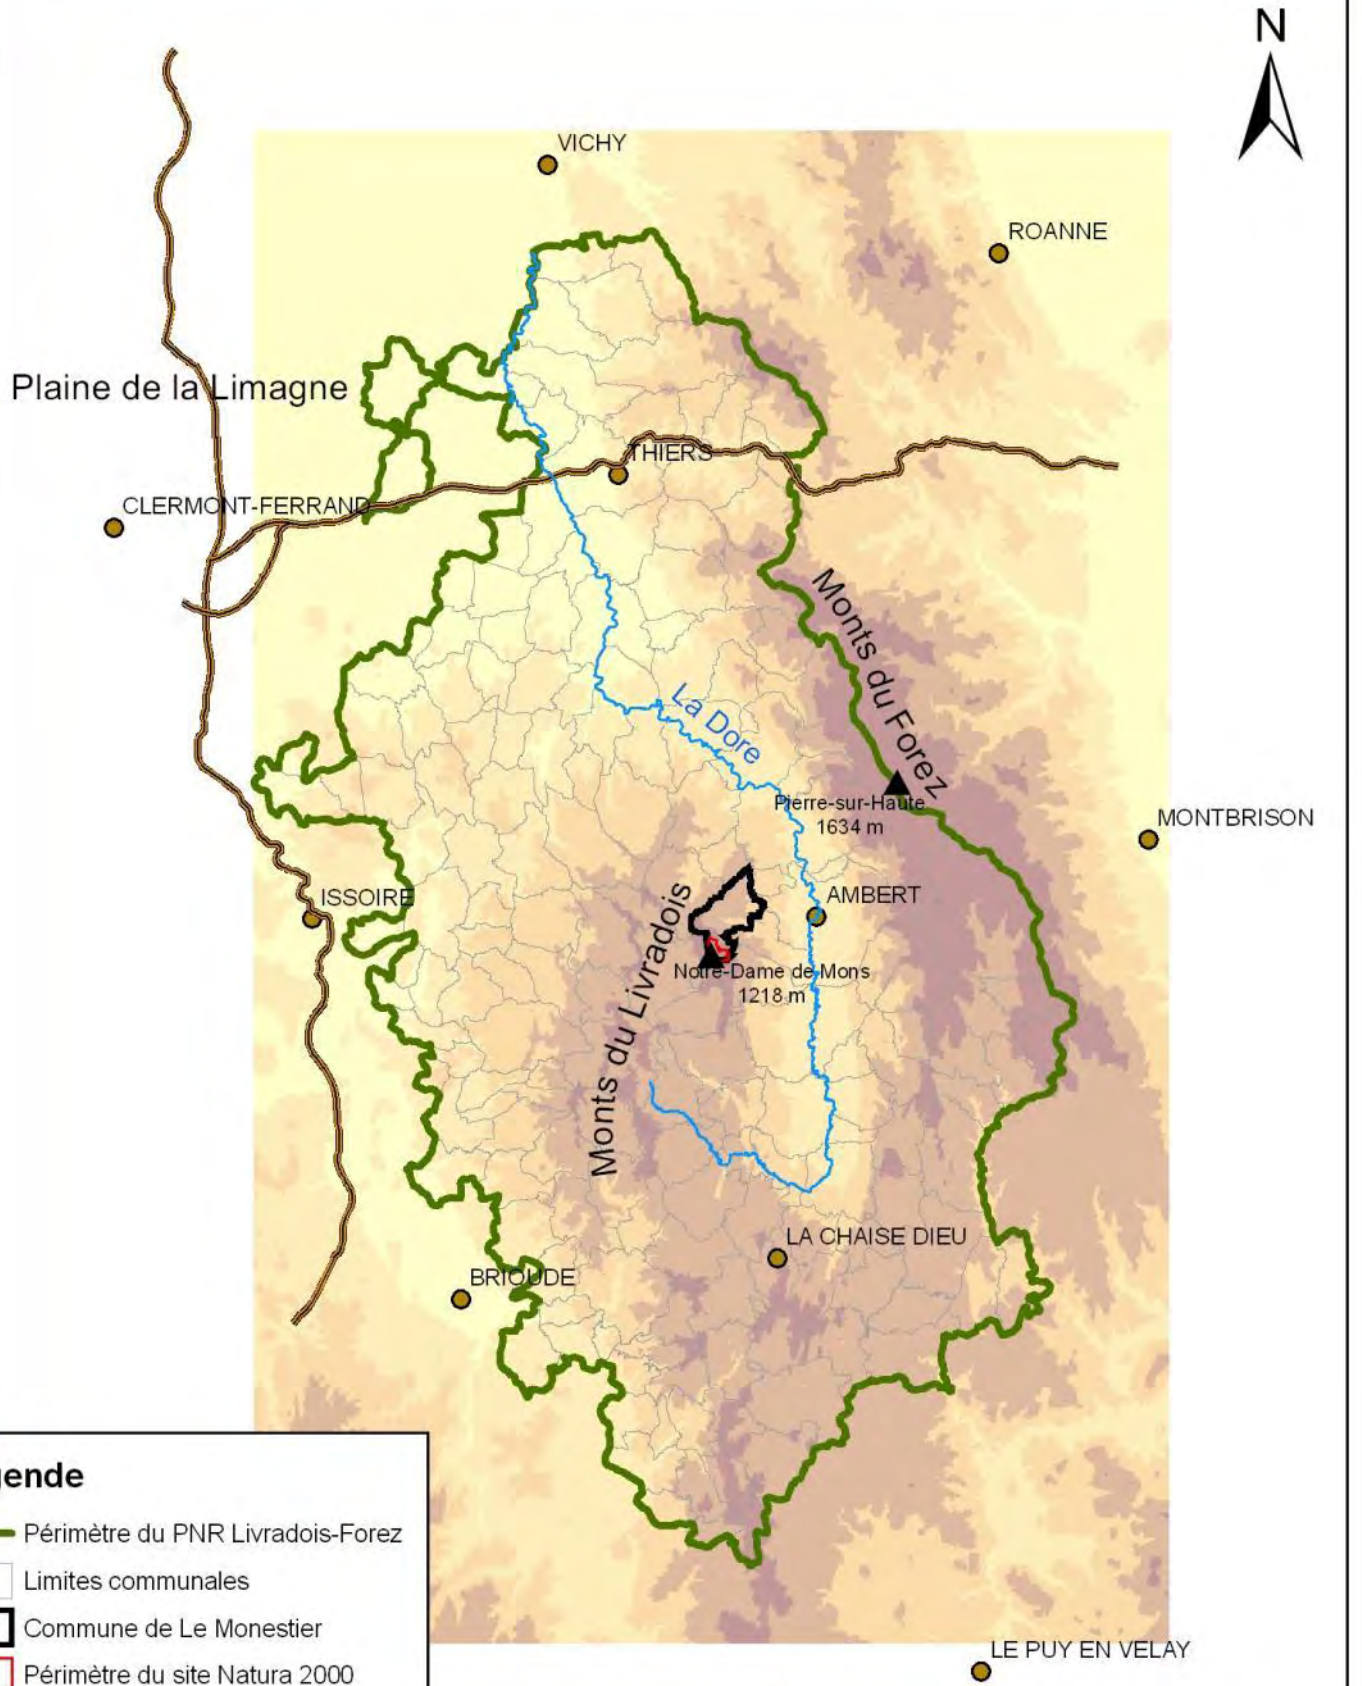 N
VICHY
ROANNE
Plaine de la Limagne
THIERS
CLERMONT-FERRAND
Monts du Forez
La Dore
Pierre-sur-Haute
1634 m
MONTBRISON
ISSOIRE
AMBERT
Monts du Livradois
Notre-Dame de Mons
1218 m
LA CHAISE DIEU
BRIOUDE
gende
Périmètre du PNR Livradois-Forez
Limites communales
Commune de Le Monestier
Périmètre du site Natura 2000
LE PUY EN VELAY